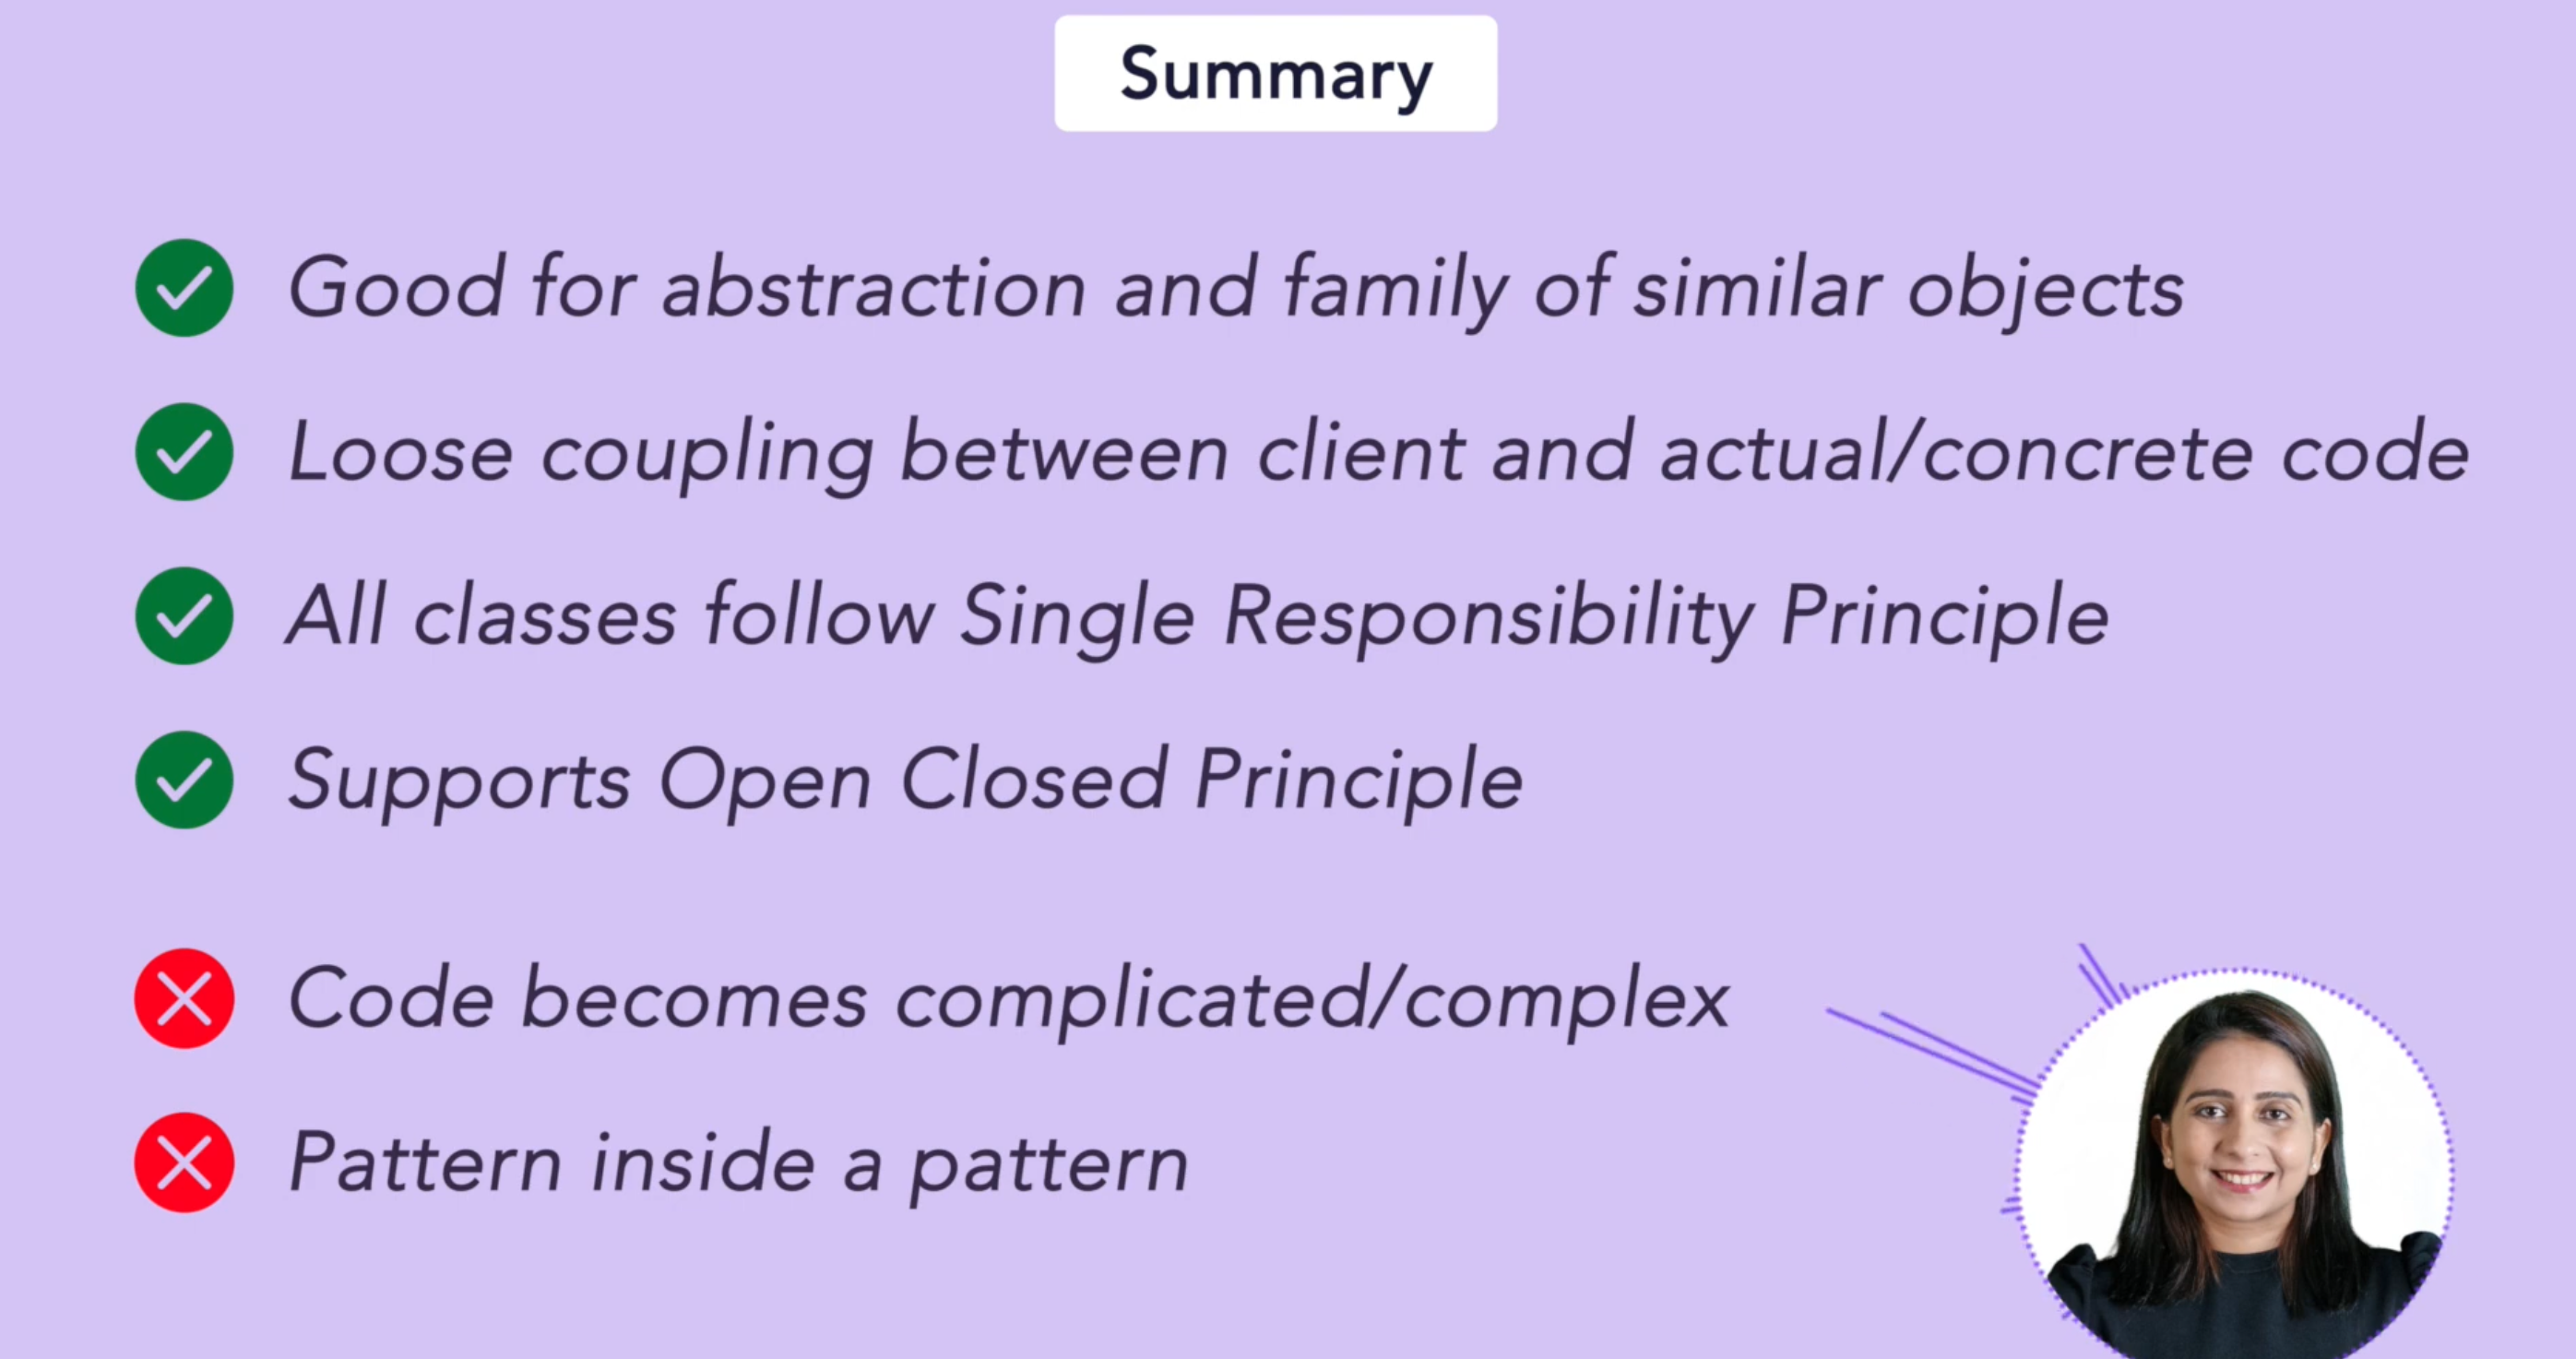 Summary
Good for abstraction and family of similar objects
Loose coupling between client and actual/concrete code
All classes follow Single Responsibility Principle
Supports Open Closed Principle
Code becomes complicated/complex
Pattern inside a pattern